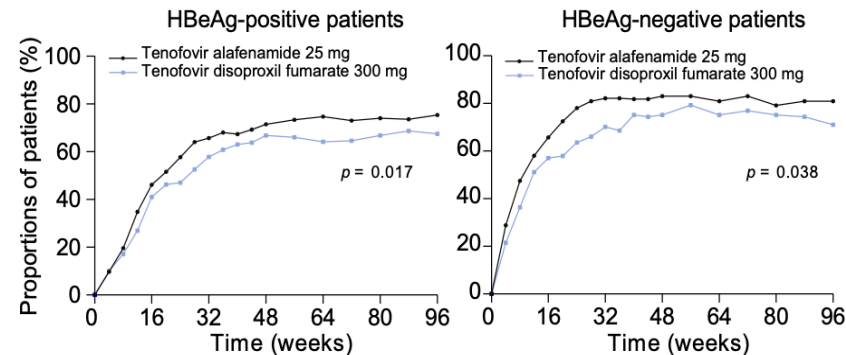 HBeAg-positive patients
Proportions of patients (%)
100
80
60
40
20
0
Tenofovir alafenamide 25 mg
Tenofovir disoproxil fumarate 300 mg
p = 0.017
0 16 32 48 64 80 96
Time (weeks)
HBeAg-negative patients
100
80
60
40
20
0
Tenofovir alafenamide 25 mg
Tenofovir disoproxil fumarate 300 mg
p = 0.038
0 16 32 48 64 80 96
Time (weeks)